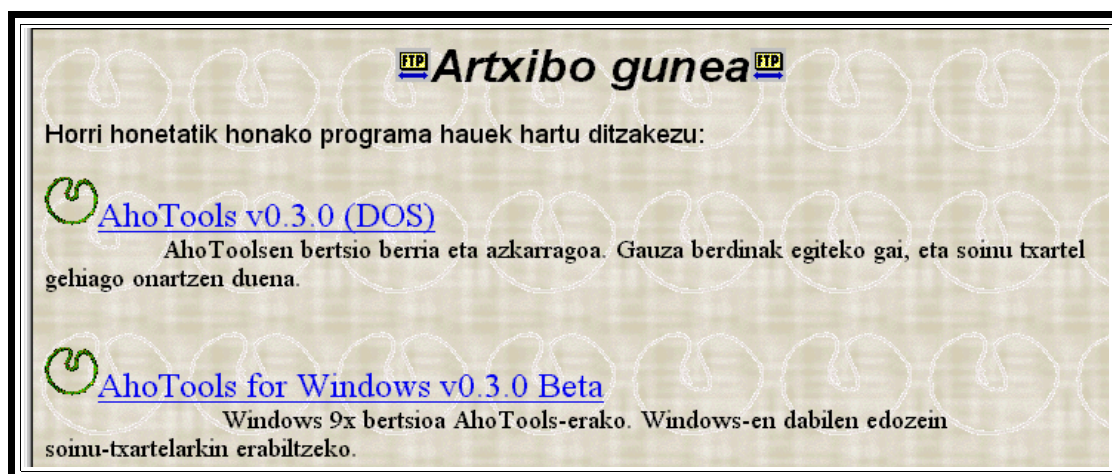 FTP Artxibo gunea FTP
Horri honetatik honako programa hauek hartu ditzakezu:
AhoTools v0.3.0 (DOS)
AhoToolsen bertsio berria eta azkarragoa. Gauza berdinak egiteko gai, eta soinu txartel
gehiago onartzen duena.
AhoTools for Windows v0.3.0 Beta
Windows 9x bertsioa AhoTools-erako. Windows-en dabilen edozein
soinu-txartelarkin erabiltzeko.